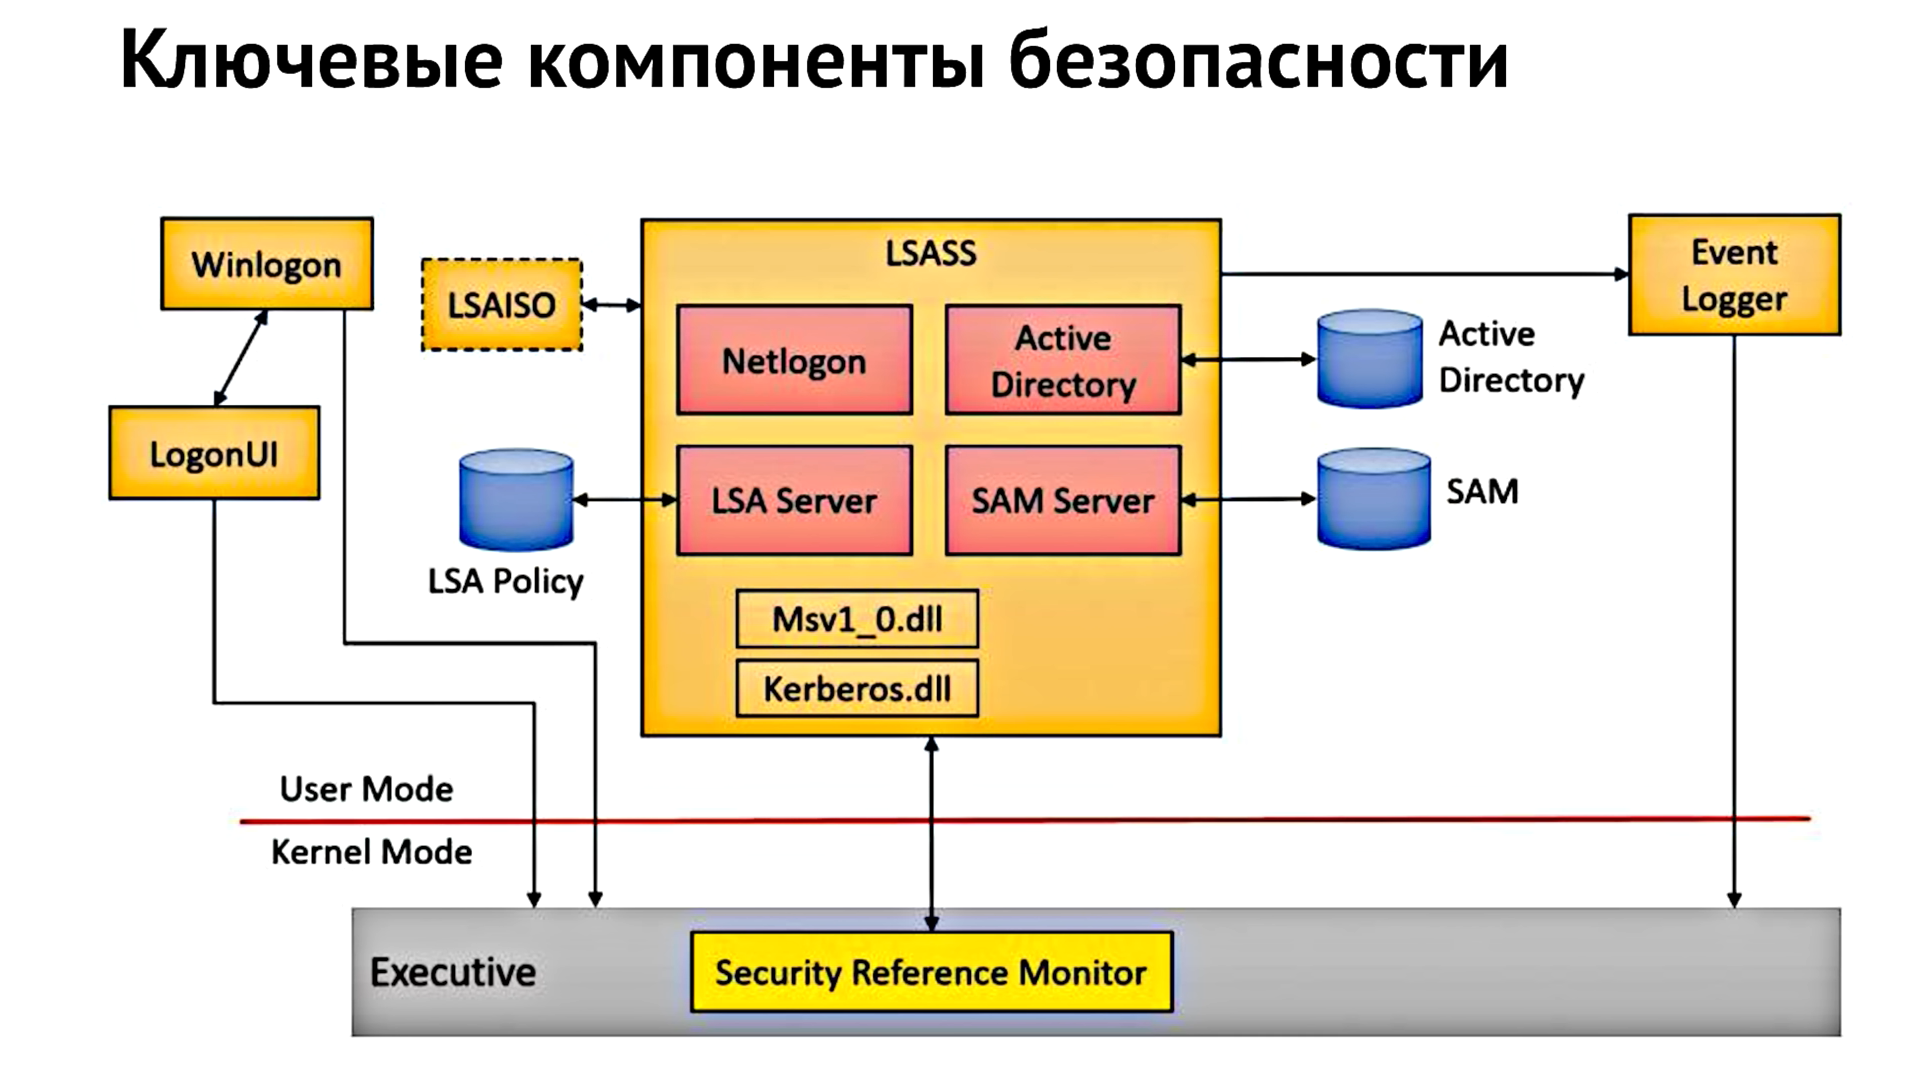 Ключевые компоненты безопасности
Winlogon
LSAISO
LogonUI
LSA Policy
LSASS
Netlogon
Active
Directory
LSA Server
SAM Server
Msv1_0.dll
Kerberos.dll
Event
Logger
Active
Directory
SAM
User Mode
Kernel Mode
Executive
Security Reference Monitor